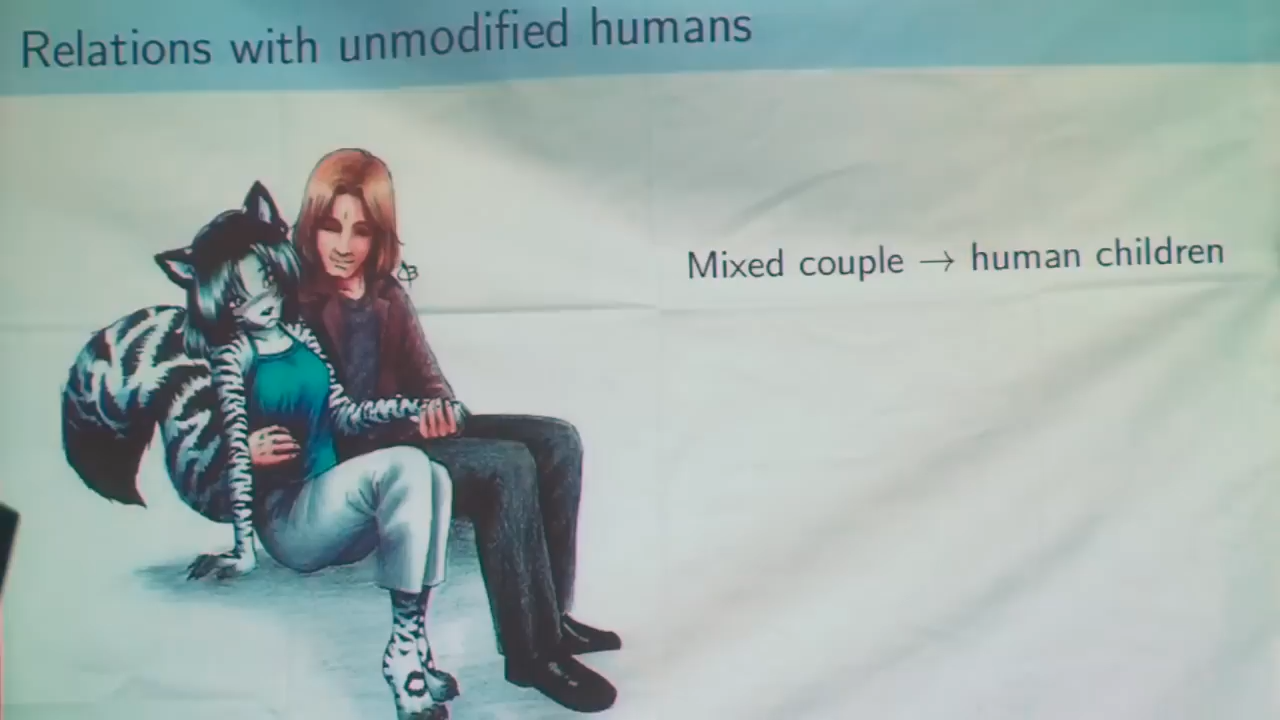 Relations with unmodified humans
Mixed couple → human children